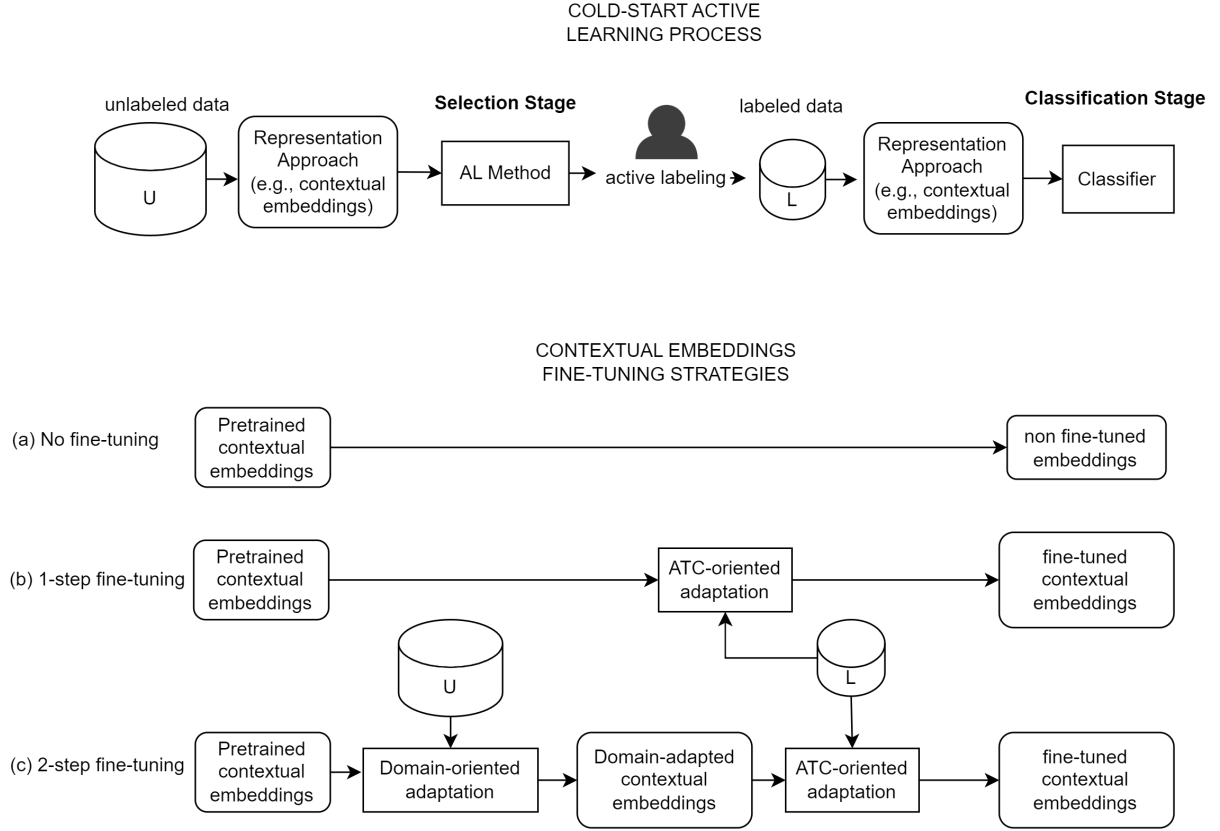 COLD-START ACTIVE
LEARNING PROCESS
unlabeled data
U
Representation
Approach
(e.g., contextual
embeddings)
Selection Stage
AL Method
active labeling
labeled data
L
Representation
Approach
(e.g., contextual
embeddings)
Classification Stage
Classifier
CONTEXTUAL EMBEDDINGS
FINE-TUNING STRATEGIES
(a) No fine-tuning
Pretrained
contextual
embeddings
non fine-tuned
embeddings
(b) 1-step fine-tuning
Pretrained
contextual
embeddings
ATC-oriented
adaptation
fine-tuned
contextual
embeddings
U
L
(c) 2-step fine-tuning
Pretrained
contextual
embeddings
Domain-oriented
adaptation
Domain-adapted
contextual
embeddings
ATC-oriented
adaptation
fine-tuned
contextual
embeddings